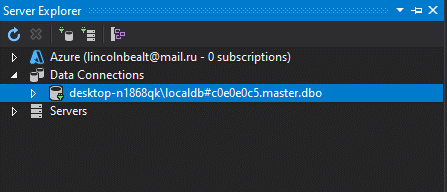 Server Explorer
Azure (lincolnbealt@mail.ru - 0 subscriptions)
Data Connections
desktop-n1868qk\localdb#c0e0e0c5.master.dbo
Servers